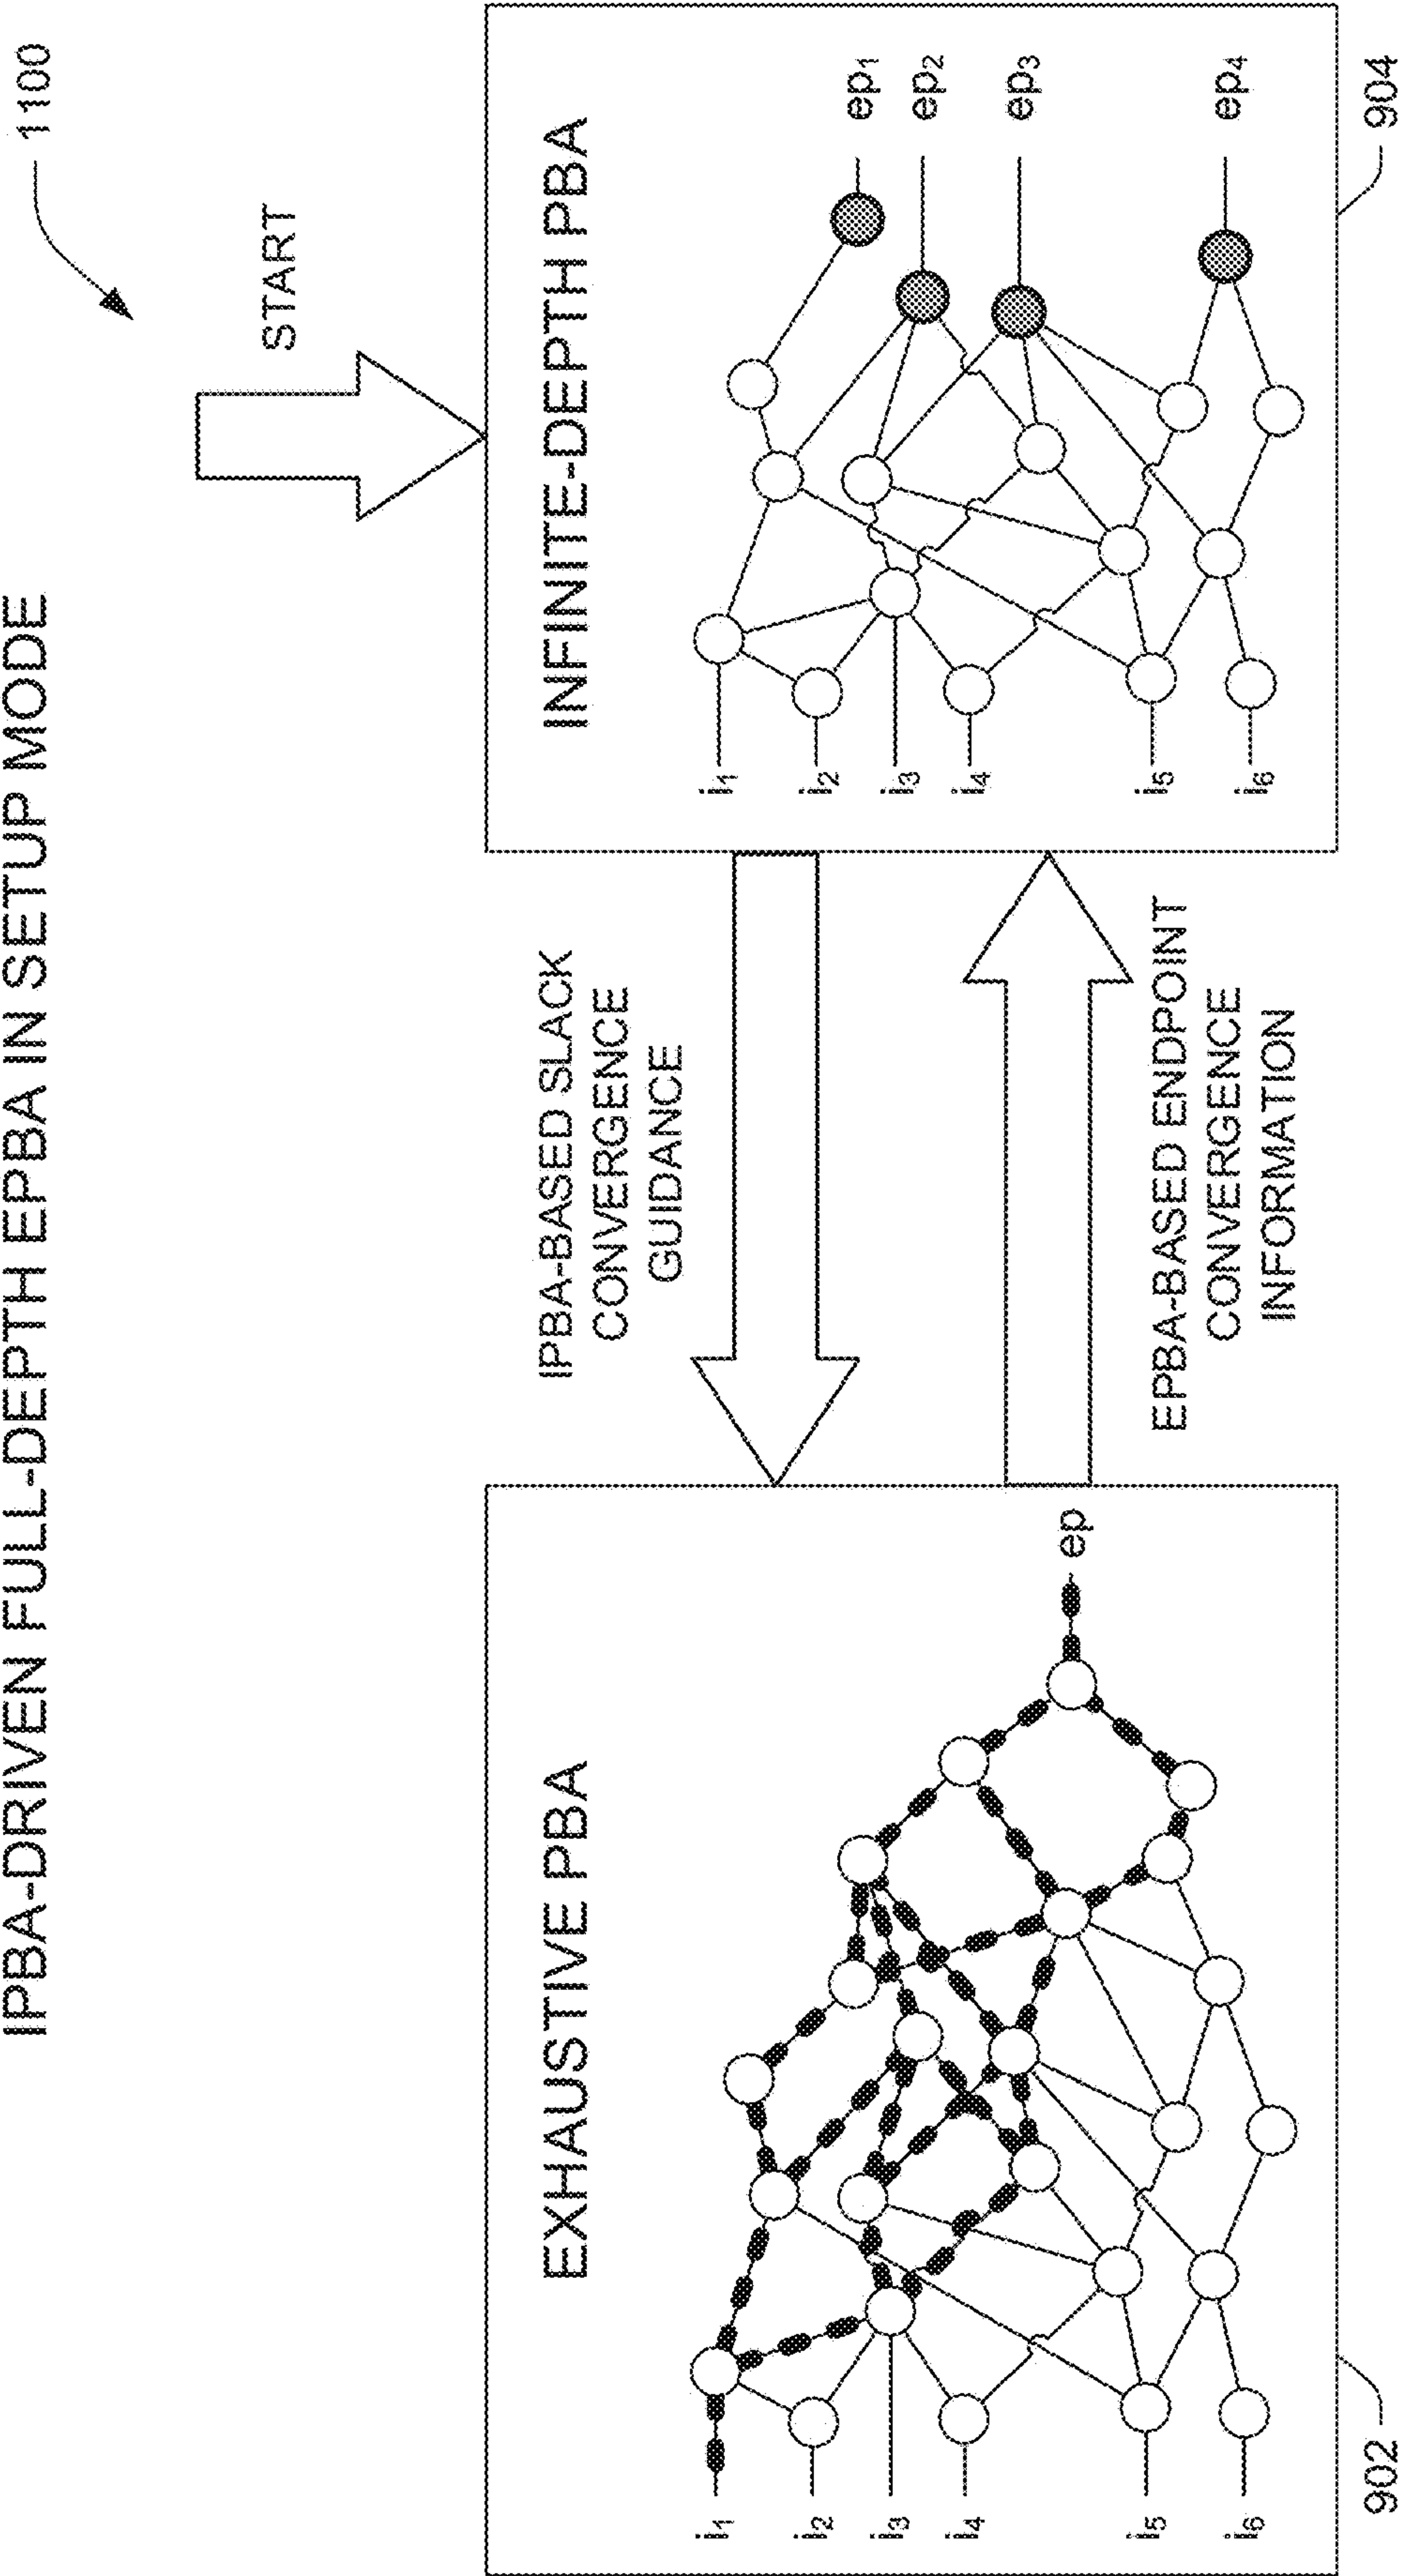 IPBA-DRIVEN FULL-DEPTH EPBA IN SETUP MODE
1100
START
EXHAUSTIVE PBA
i1
i2
i3
i4
i5
i6
ep
902
IPBA-BASED SLACK
CONVERGENCE
GUIDANCE
EPBA-BASED ENDPOINT
CONVERGENCE
INFORMATION
INFINITE-DEPTH PBA
i1
i2
i3
i4
i5
i6
ep1
ep2
ep3
ep4
904